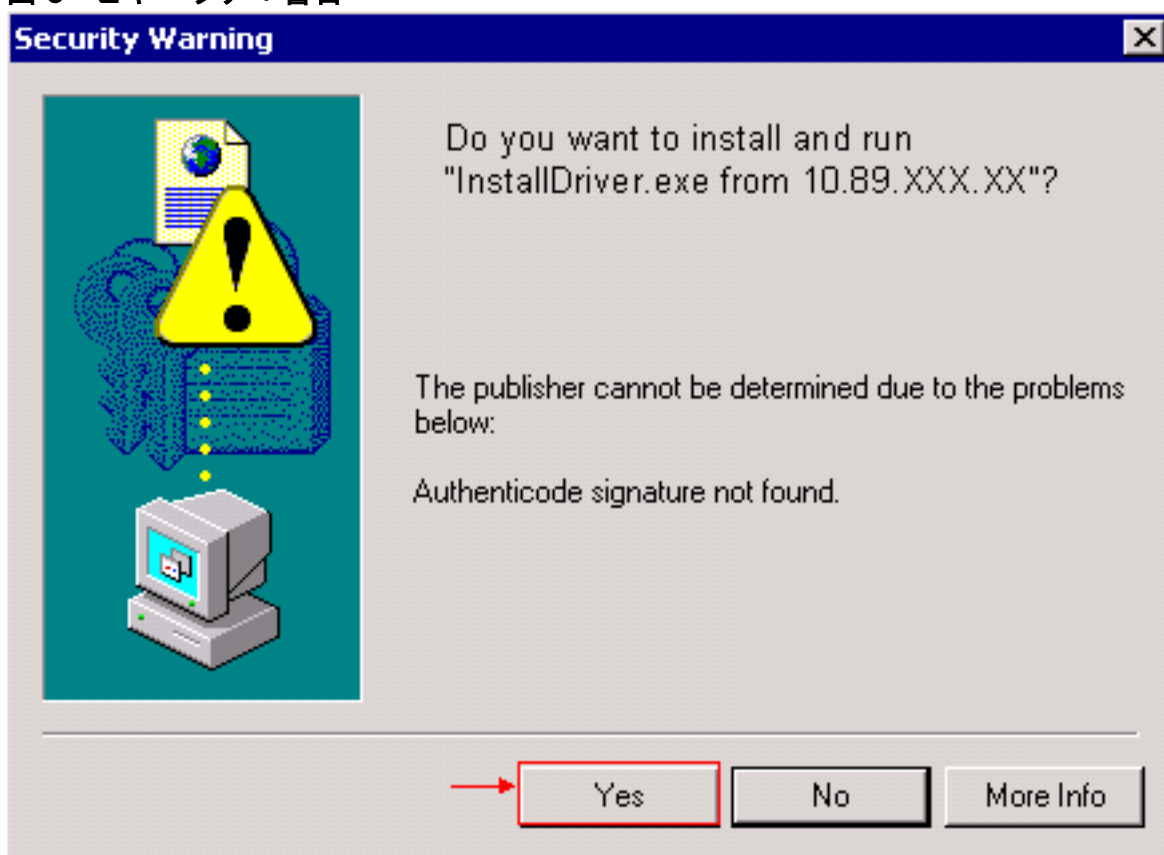 Security Warning
Do you want to install and run
"InstallDriver.exe from 10.89.XXX.XX"?
The publisher cannot be determined due to the problems
below:
Authenticode signature not found.
Yes
No
More Info